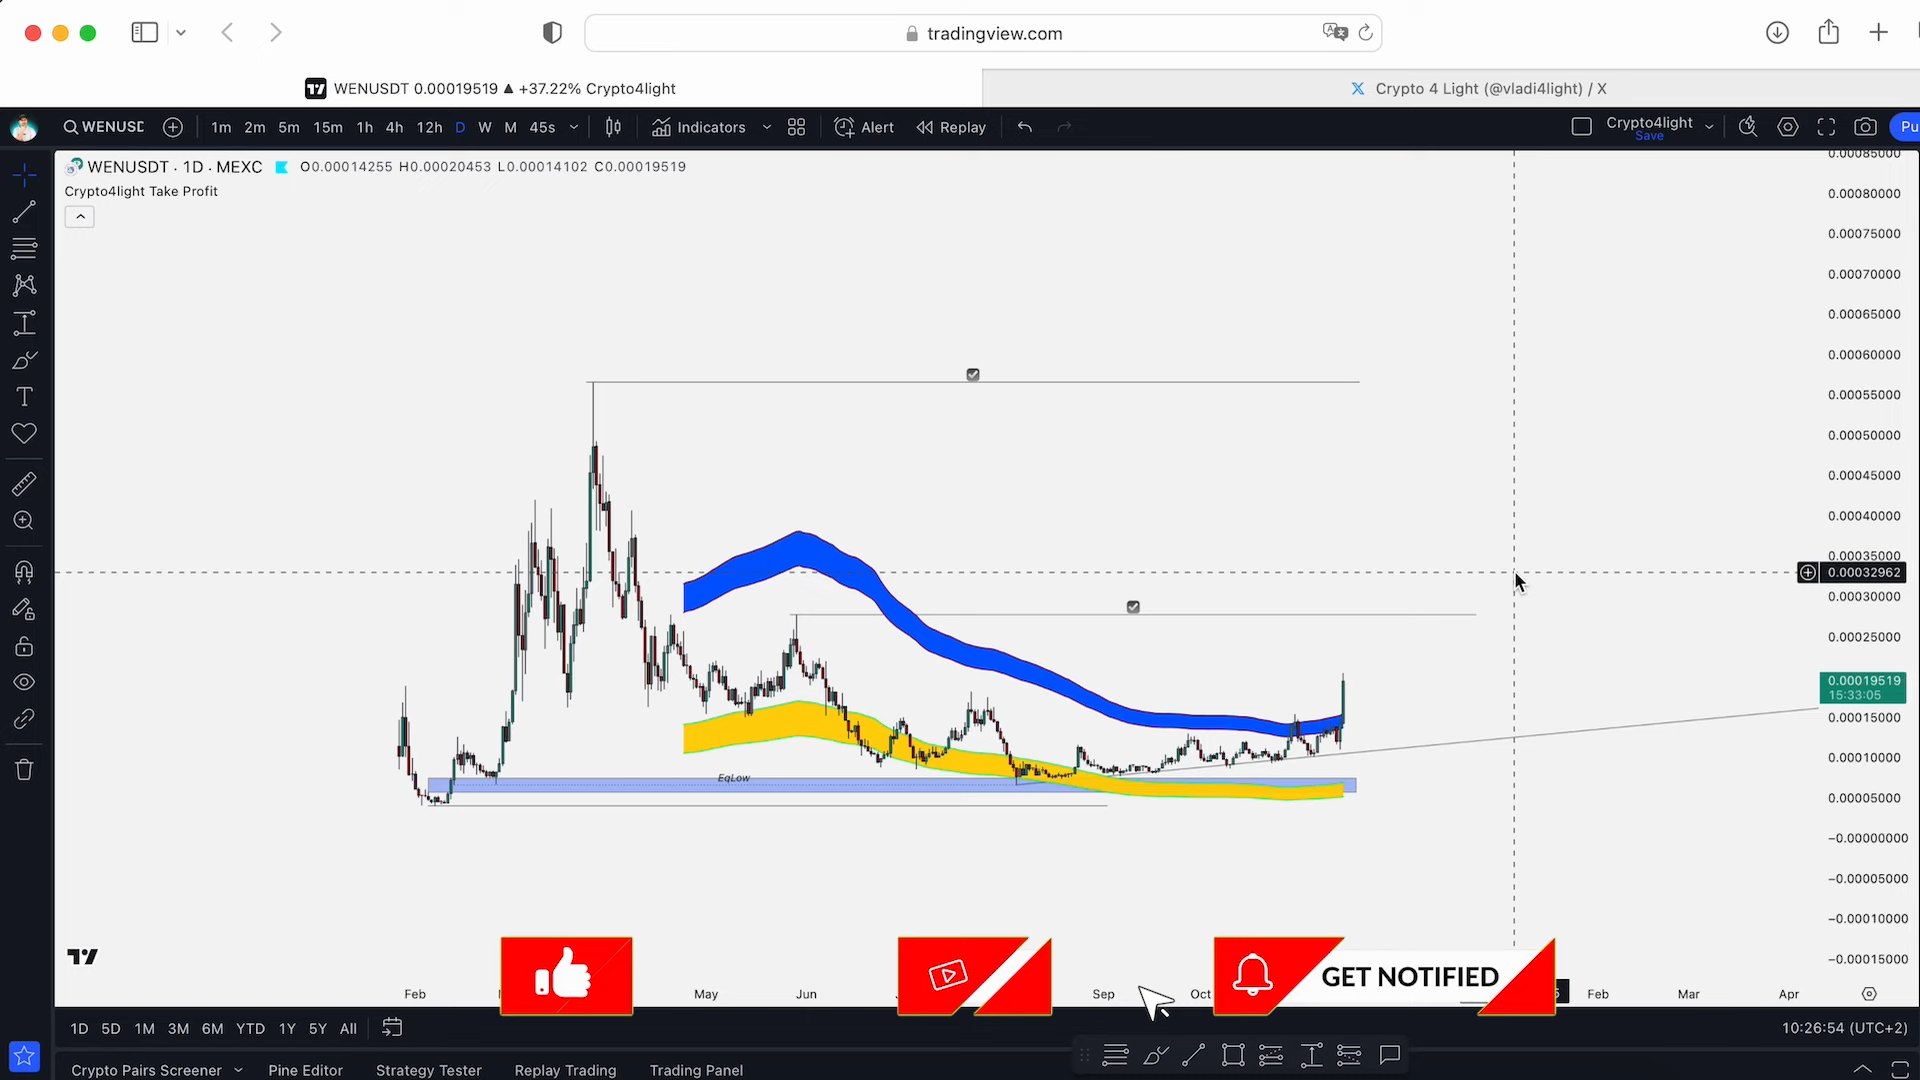 tradingview.com
WENUSDT 0.00019519 ▲ +37.22% Crypto4light
Crypto 4 Light (@vladi4light) / X
WENUSD
1m 2m 5m 15m 1h 4h 12h D W M 45s
Indicators
Alert
Replay
Crypto4light
Save
Pu
WENUSDT · 1D · MEXC O0.00014255 H0.00020453 L0.00014102 C0.00019519
Crypto4light Take Profit
0.00085000
0.00080000
0.00075000
0.00070000
0.00065000
0.00060000
0.00055000
0.00050000
0.00045000
0.00040000
0.00035000
0.00032962
0.00030000
0.00025000
0.00019519
15:33:05
0.00015000
0.00010000
0.00005000
−0.00000000
−0.00005000
−0.00010000
−0.00015000
EqLow
GET NOTIFIED
Feb May Jun Sep Oct Feb Mar Apr
1D 5D 1M 3M 6M YTD 1Y 5Y All
10:26:54 (UTC+2)
Crypto Pairs Screener Pine Editor Strategy Tester Replay Trading Trading Panel